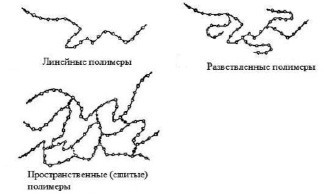 Линейные полимеры
Разветвленные полимеры
Пространственные (сшитые)
полимеры